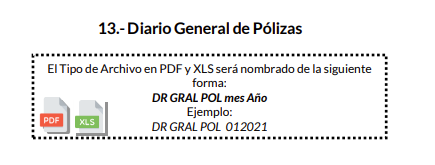 13.- Diario General de Pólizas
El Tipo de Archivo en PDF y XLS será nombrado de la siguiente
forma:
DR GRAL POL mes Año
Ejemplo:
DR GRAL POL 012021
PDF
XLS